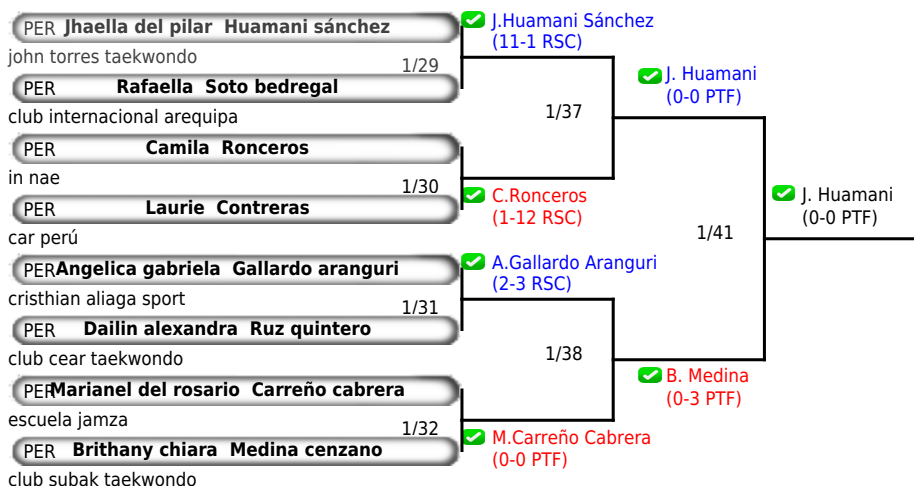 PER Jhaella del pilar Huamani sánchez
john torres taekwondo
1/29
PER Rafaella Soto bedregal
club internacional arequipa
J.Huamani Sánchez
(11-1 RSC)
1/37
PER Camila Ronceros
in nae
1/30
PER Laurie Contreras
car perú
C.Ronceros
(1-12 RSC)
J. Huamani
(0-0 PTF)
1/41
J. Huamani
(0-0 PTF)
PER Angelica gabriela Gallardo aranguri
cristhian aliaga sport
1/31
PER Dailin alexandra Ruz quintero
club cear taekwondo
A.Gallardo Aranguri
(2-3 RSC)
1/38
PER Marianel del rosario Carreño cabrera
escuela jamza
1/32
PER Brithany chiara Medina cenzano
club subak taekwondo
M.Carreño Cabrera
(0-0 PTF)
B. Medina
(0-3 PTF)